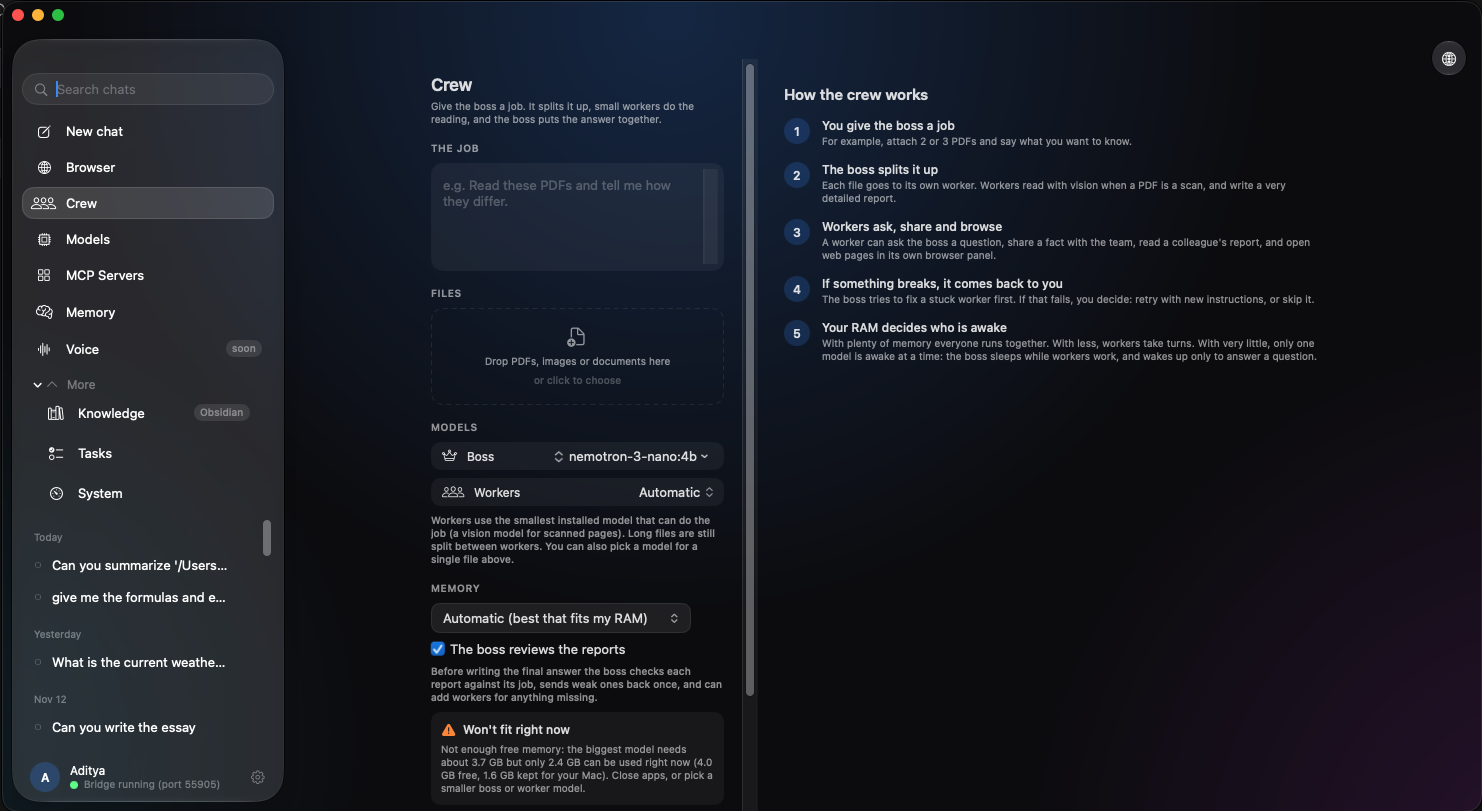 Search chats
New chat
Browser
Crew
Models
MCP Servers
Memory
Voice
soon
More
Knowledge
Obsidian
Tasks
System
Today
Can you summarize '/Users...
give me the formulas and e...
Yesterday
What is the current weathe...
Nov 12
Can you write the essay
A
Aditya
Bridge running (port 55905)
Crew
Give the boss a job. It splits it up, small workers do the
reading, and the boss puts the answer together.
THE JOB
e.g. Read these PDFs and tell me how
they differ.
FILES
Drop PDFs, images or documents here
or click to choose
MODELS
Boss
nemotron-3-nano:4b
Workers
Automatic
Workers use the smallest installed model that can do the
job (a vision model for scanned pages). Long files are still
split between workers. You can also pick a model for a
single file above.
MEMORY
Automatic (best that fits my RAM)
The boss reviews the reports
Before writing the final answer the boss checks each
report against its job, sends weak ones back once, and can
add workers for anything missing.
Won't fit right now
Not enough free memory: the biggest model needs
about 3.7 GB but only 2.4 GB can be used right now (4.0
GB free, 1.6 GB kept for your Mac). Close apps, or pick a
smaller boss or worker model.
How the crew works
1
You give the boss a job
For example, attach 2 or 3 PDFs and say what you want to know.
2
The boss splits it up
Each file goes to its own worker. Workers read with vision when a PDF is a scan, and write a very
detailed report.
3
Workers ask, share and browse
A worker can ask the boss a question, share a fact with the team, read a colleague's report, and open
web pages in its own browser panel.
4
If something breaks, it comes back to you
The boss tries to fix a stuck worker first. If that fails, you decide: retry with new instructions, or skip it.
5
Your RAM decides who is awake
With plenty of memory everyone runs together. With less, workers take turns. With very little, only one
model is awake at a time: the boss sleeps while workers work, and wakes up only to answer a question.